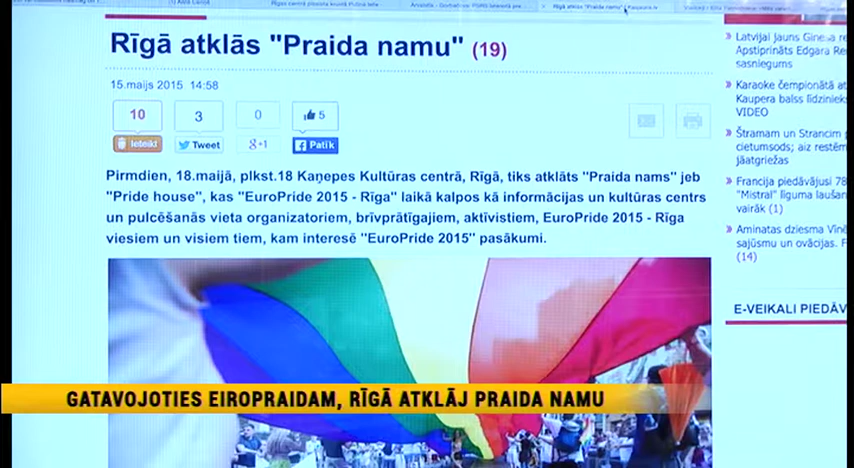 Rīgā atklās "Praida namu" (19)
15.maijs 2015 14:58
10
3
0
5
Ieteikt
Tweet
g+1
Patīk
Pirmdien, 18.maijā, plkst.18 Kaņepes Kultūras centrā, Rīgā, tiks atklāts "Praida nams" jeb
"Pride house", kas "EuroPride 2015 - Rīga" laikā kalpos kā informācijas un kultūras centrs
un pulcēšanās vieta organizatoriem, brīvprātīgajiem, aktīvistiem, EuroPride 2015 - Rīga
viesiem un visiem tiem, kam interesē "EuroPride 2015" pasākumi.
Latvijai jauns Ginesa re
Apstiprināts Edgara Re
sasniegums
Karaoke čempionātā at
Kaupera balss līdzinieks
VIDEO
Štramam un Strancim p
cietumsods; aiz restēm
jāatgriežas
Francija piedāvājusi 78
"Mistral" līguma laušan
vairāk (1)
Aminatas dziesma Vīnē
sajūsmu un ovācijas. F
(14)
E-VEIKALI PIEDĀV
GATAVOJOTIES EIROPRAIDAM, RĪGĀ ATKLĀJ PRAIDA NAMU